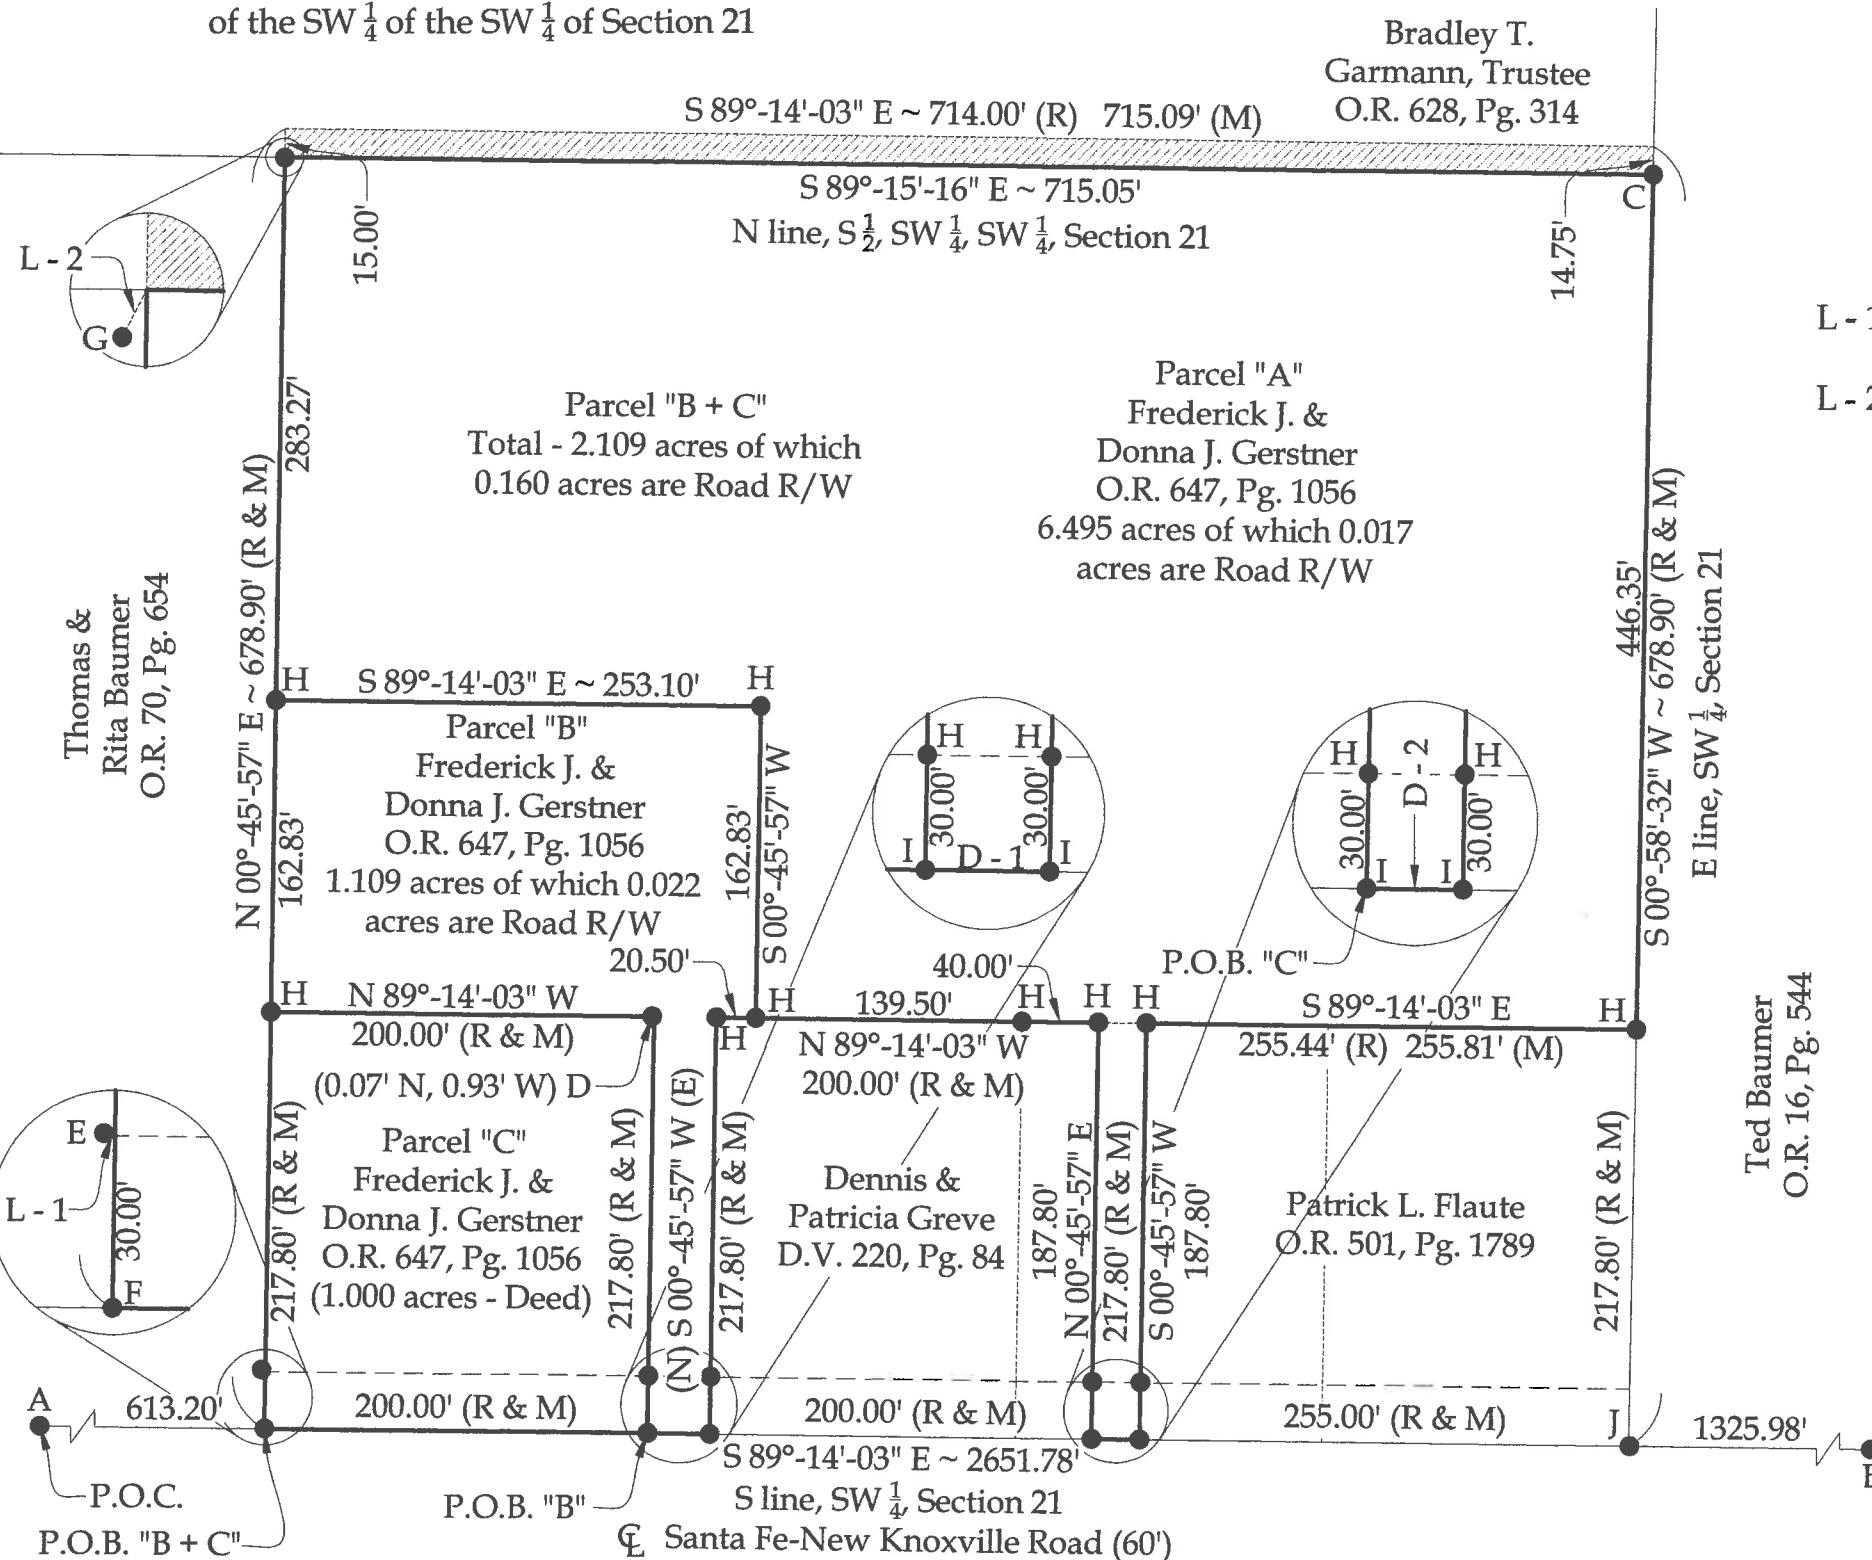 of the SW 1/4 of the SW 1/4 of Section 21
Bradley T.
Garmann, Trustee
O.R. 628, Pg. 314
S 89°-14'-03" E ~ 714.00' (R) 715.09' (M)
S 89°-15'-16" E ~ 715.05'
N line, S 1/2, SW 1/4, SW 1/4, Section 21
C
15.00'
14.75'
L - 2
G
L - 1
L - 2
283.27'
Parcel "B + C"
Total - 2.109 acres of which
0.160 acres are Road R/W
Parcel "A"
Frederick J. &
Donna J. Gerstner
O.R. 647, Pg. 1056
6.495 acres of which 0.017
acres are Road R/W
N 00°-45'-57" E ~ 678.90' (R & M)
Thomas &
Rita Baumer
O.R. 70, Pg. 654
446.35'
S 00°-58'-32" W ~ 678.90' (R & M)
E line, SW 1/4, Section 21
H
S 89°-14'-03" E ~ 253.10'
H
Parcel "B"
Frederick J. &
Donna J. Gerstner
O.R. 647, Pg. 1056
1.109 acres of which 0.022
acres are Road R/W
162.83'
162.83'
S 00°-45'-57" W
H
H
30.00'
30.00'
I
D - 1
I
H
D - 2
H
30.00'
30.00'
I
I
P.O.B. "C"
20.50'
40.00'
H
N 89°-14'-03" W
200.00' (R & M)
H
H
139.50'
H
H
H
S 89°-14'-03" E
H
N 89°-14'-03" W
200.00' (R & M)
255.44' (R) 255.81' (M)
(0.07' N, 0.93' W) D
Ted Baumer
O.R. 16, Pg. 544
E
L - 1
30.00'
F
217.80' (R & M)
Parcel "C"
Frederick J. &
Donna J. Gerstner
O.R. 647, Pg. 1056
(1.000 acres - Deed)
217.80' (R & M)
(N) S 00°-45'-57" W (E)
217.80' (R & M)
Dennis &
Patricia Greve
D.V. 220, Pg. 84
187.80'
N 00°-45'-57" E
217.80' (R & M)
S 00°-45'-57" W
187.80'
Patrick L. Flaute
O.R. 501, Pg. 1789
217.80' (R & M)
A
613.20'
200.00' (R & M)
200.00' (R & M)
255.00' (R & M)
J
1325.98'
S 89°-14'-03" E ~ 2651.78'
P.O.C.
P.O.B. "B"
S line, SW 1/4, Section 21
P.O.B. "B + C"
℄ Santa Fe-New Knoxville Road (60')